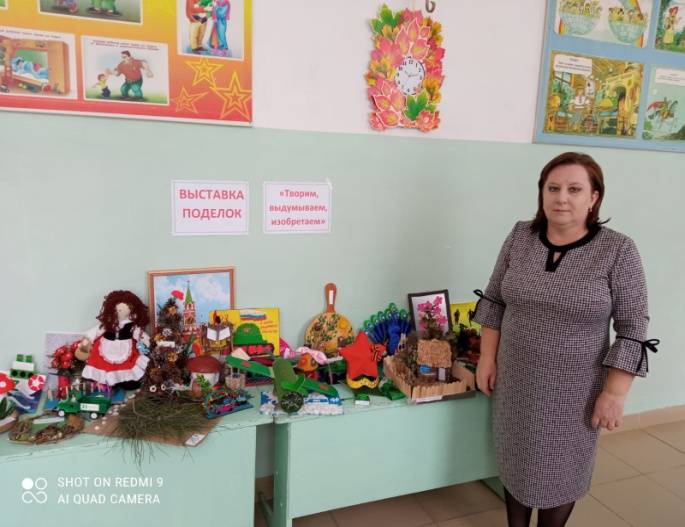 ВЫСТАВКА
ПОДЕЛОК
«Творим,
выдумываем,
изобретаем»
SHOT ON REDMI 9
AI QUAD CAMERA